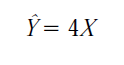 Ŷ = 4X